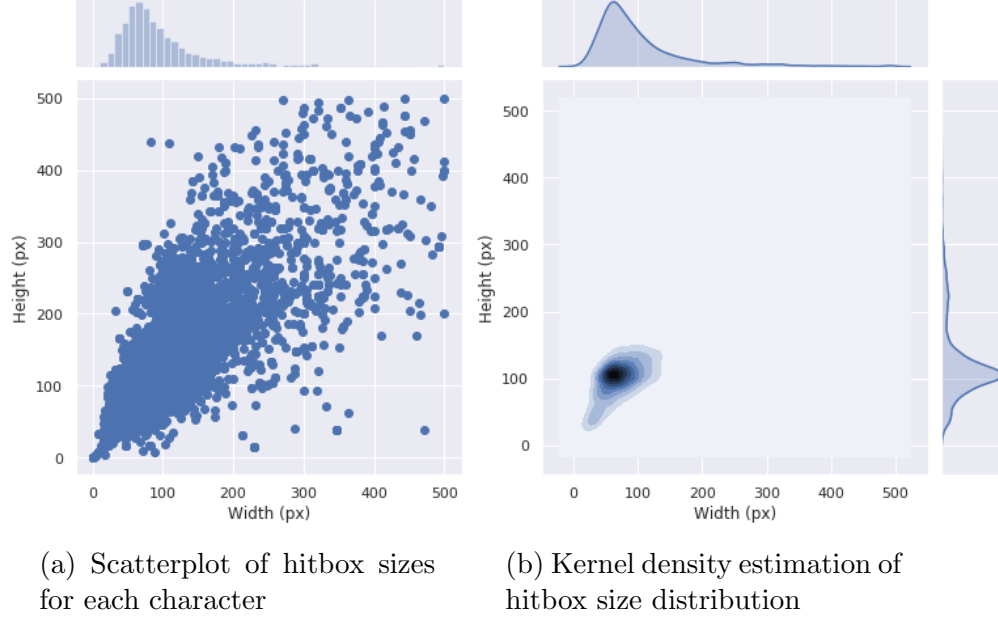 500
400
300
200
100
0
Height (px)
0 100 200 300 400 500
Width (px)
500
400
300
200
100
0
Height (px)
0 100 200 300 400 500
Width (px)
(a) Scatterplot of hitbox sizes
for each character
(b) Kernel density estimation of
hitbox size distribution